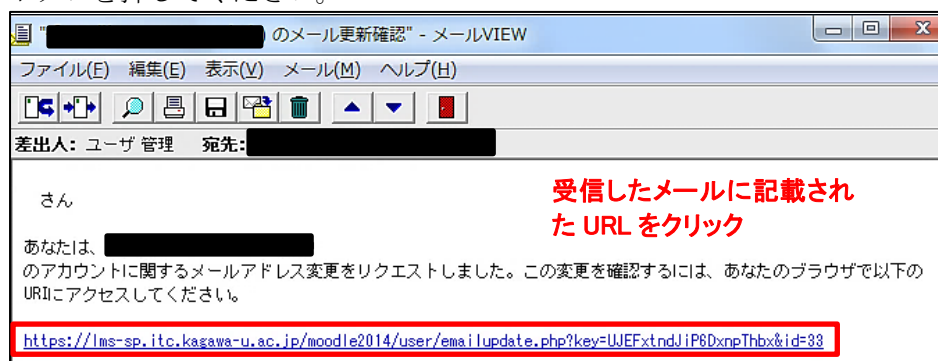 " のメール更新確認" - メールVIEW
ファイル(F) 編集(E) 表示(V) メール(M) ヘルプ(H)
差出人: ユーザ 管理 宛先:
さん
受信したメールに記載され
た URL をクリック
あなたは、
のアカウントに関するメールアドレス変更をリクエストしました。この変更を確認するには、あなたのブラウザで以下の
URLにアクセスしてください。
https://lms-sp.itc.kagawa-u.ac.jp/moodle2014/user/emailupdate.php?key=UJEFxtndJiP6DxnpThbx&id=33